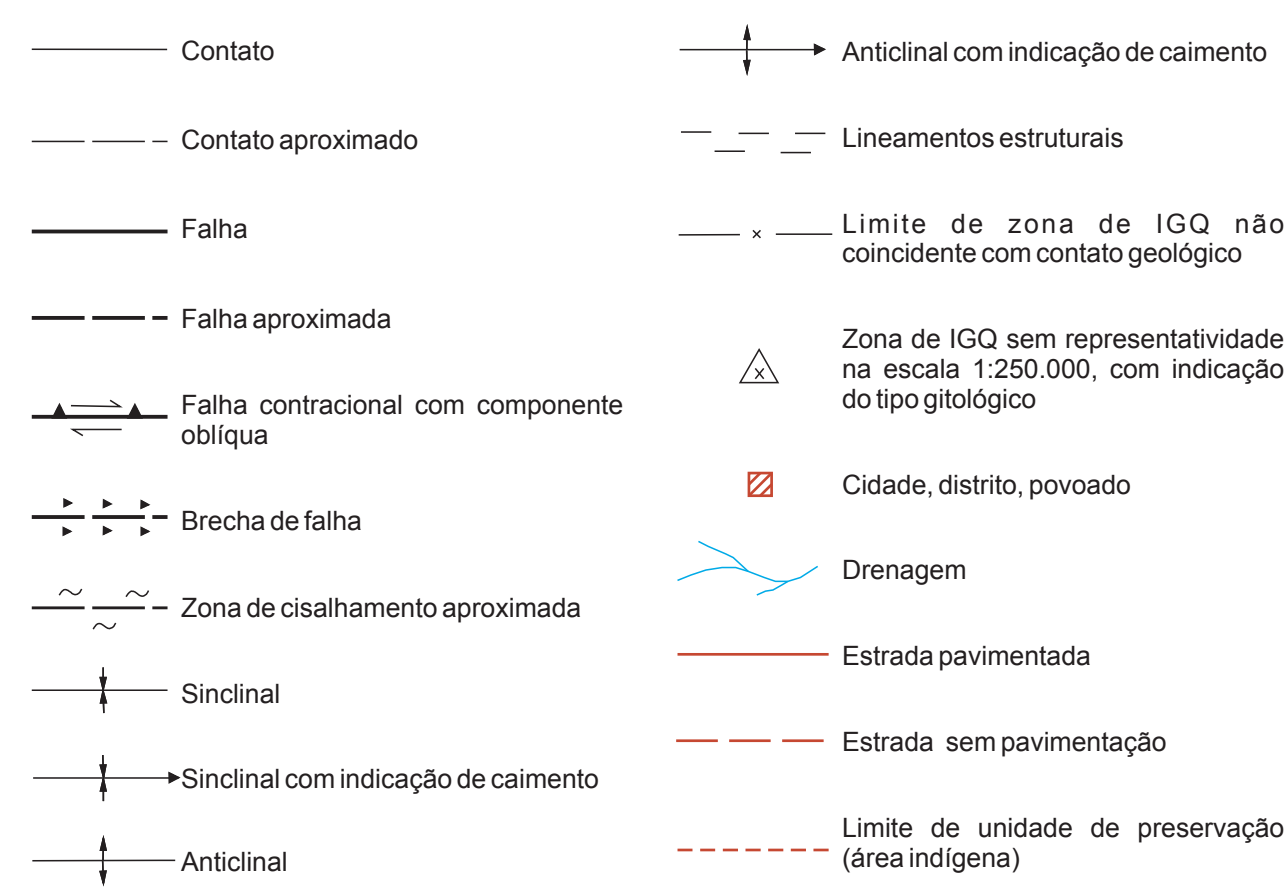 Contato
Contato aproximado
Falha
Falha aproximada
Falha contracional com componente
oblíqua
Brecha de falha
Zona de cisalhamento aproximada
Sinclinal
Sinclinal com indicação de caimento
Anticlinal
Anticlinal com indicação de caimento
Lineamentos estruturais
Limite de zona de IGQ não
coincidente com contato geológico
Zona de IGQ sem representatividade
na escala 1:250.000, com indicação
do tipo gitológico
Cidade, distrito, povoado
Drenagem
Estrada pavimentada
Estrada sem pavimentação
Limite de unidade de preservação
(área indígena)